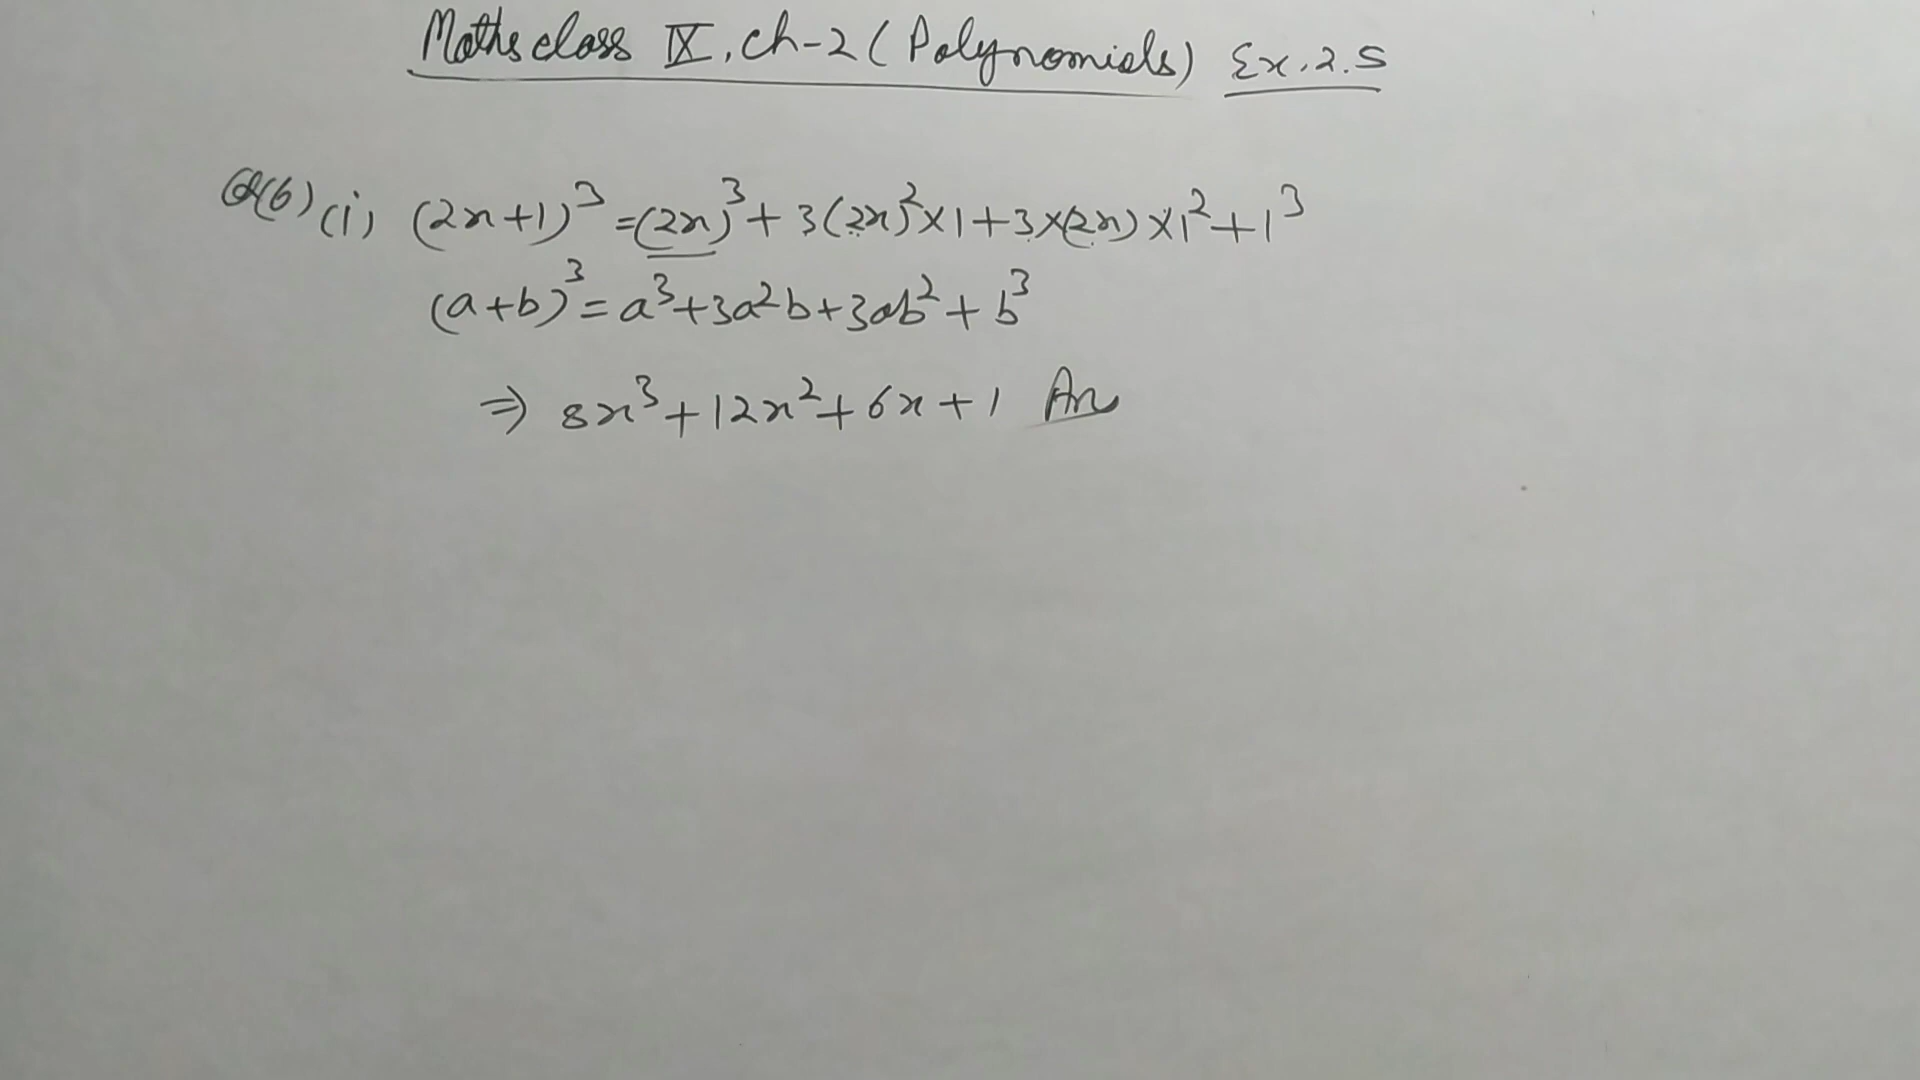 Maths class IX, ch-2 (Polynomials) Ex. 2.5
Q(6) (i) (2x+1)³ = (2x)³ + 3(2x)²×1 + 3×(2x)×1² + 1³
(a+b)³ = a³+3a²b+3ab²+b³
⇒ 8x³+12x²+6x+1 An